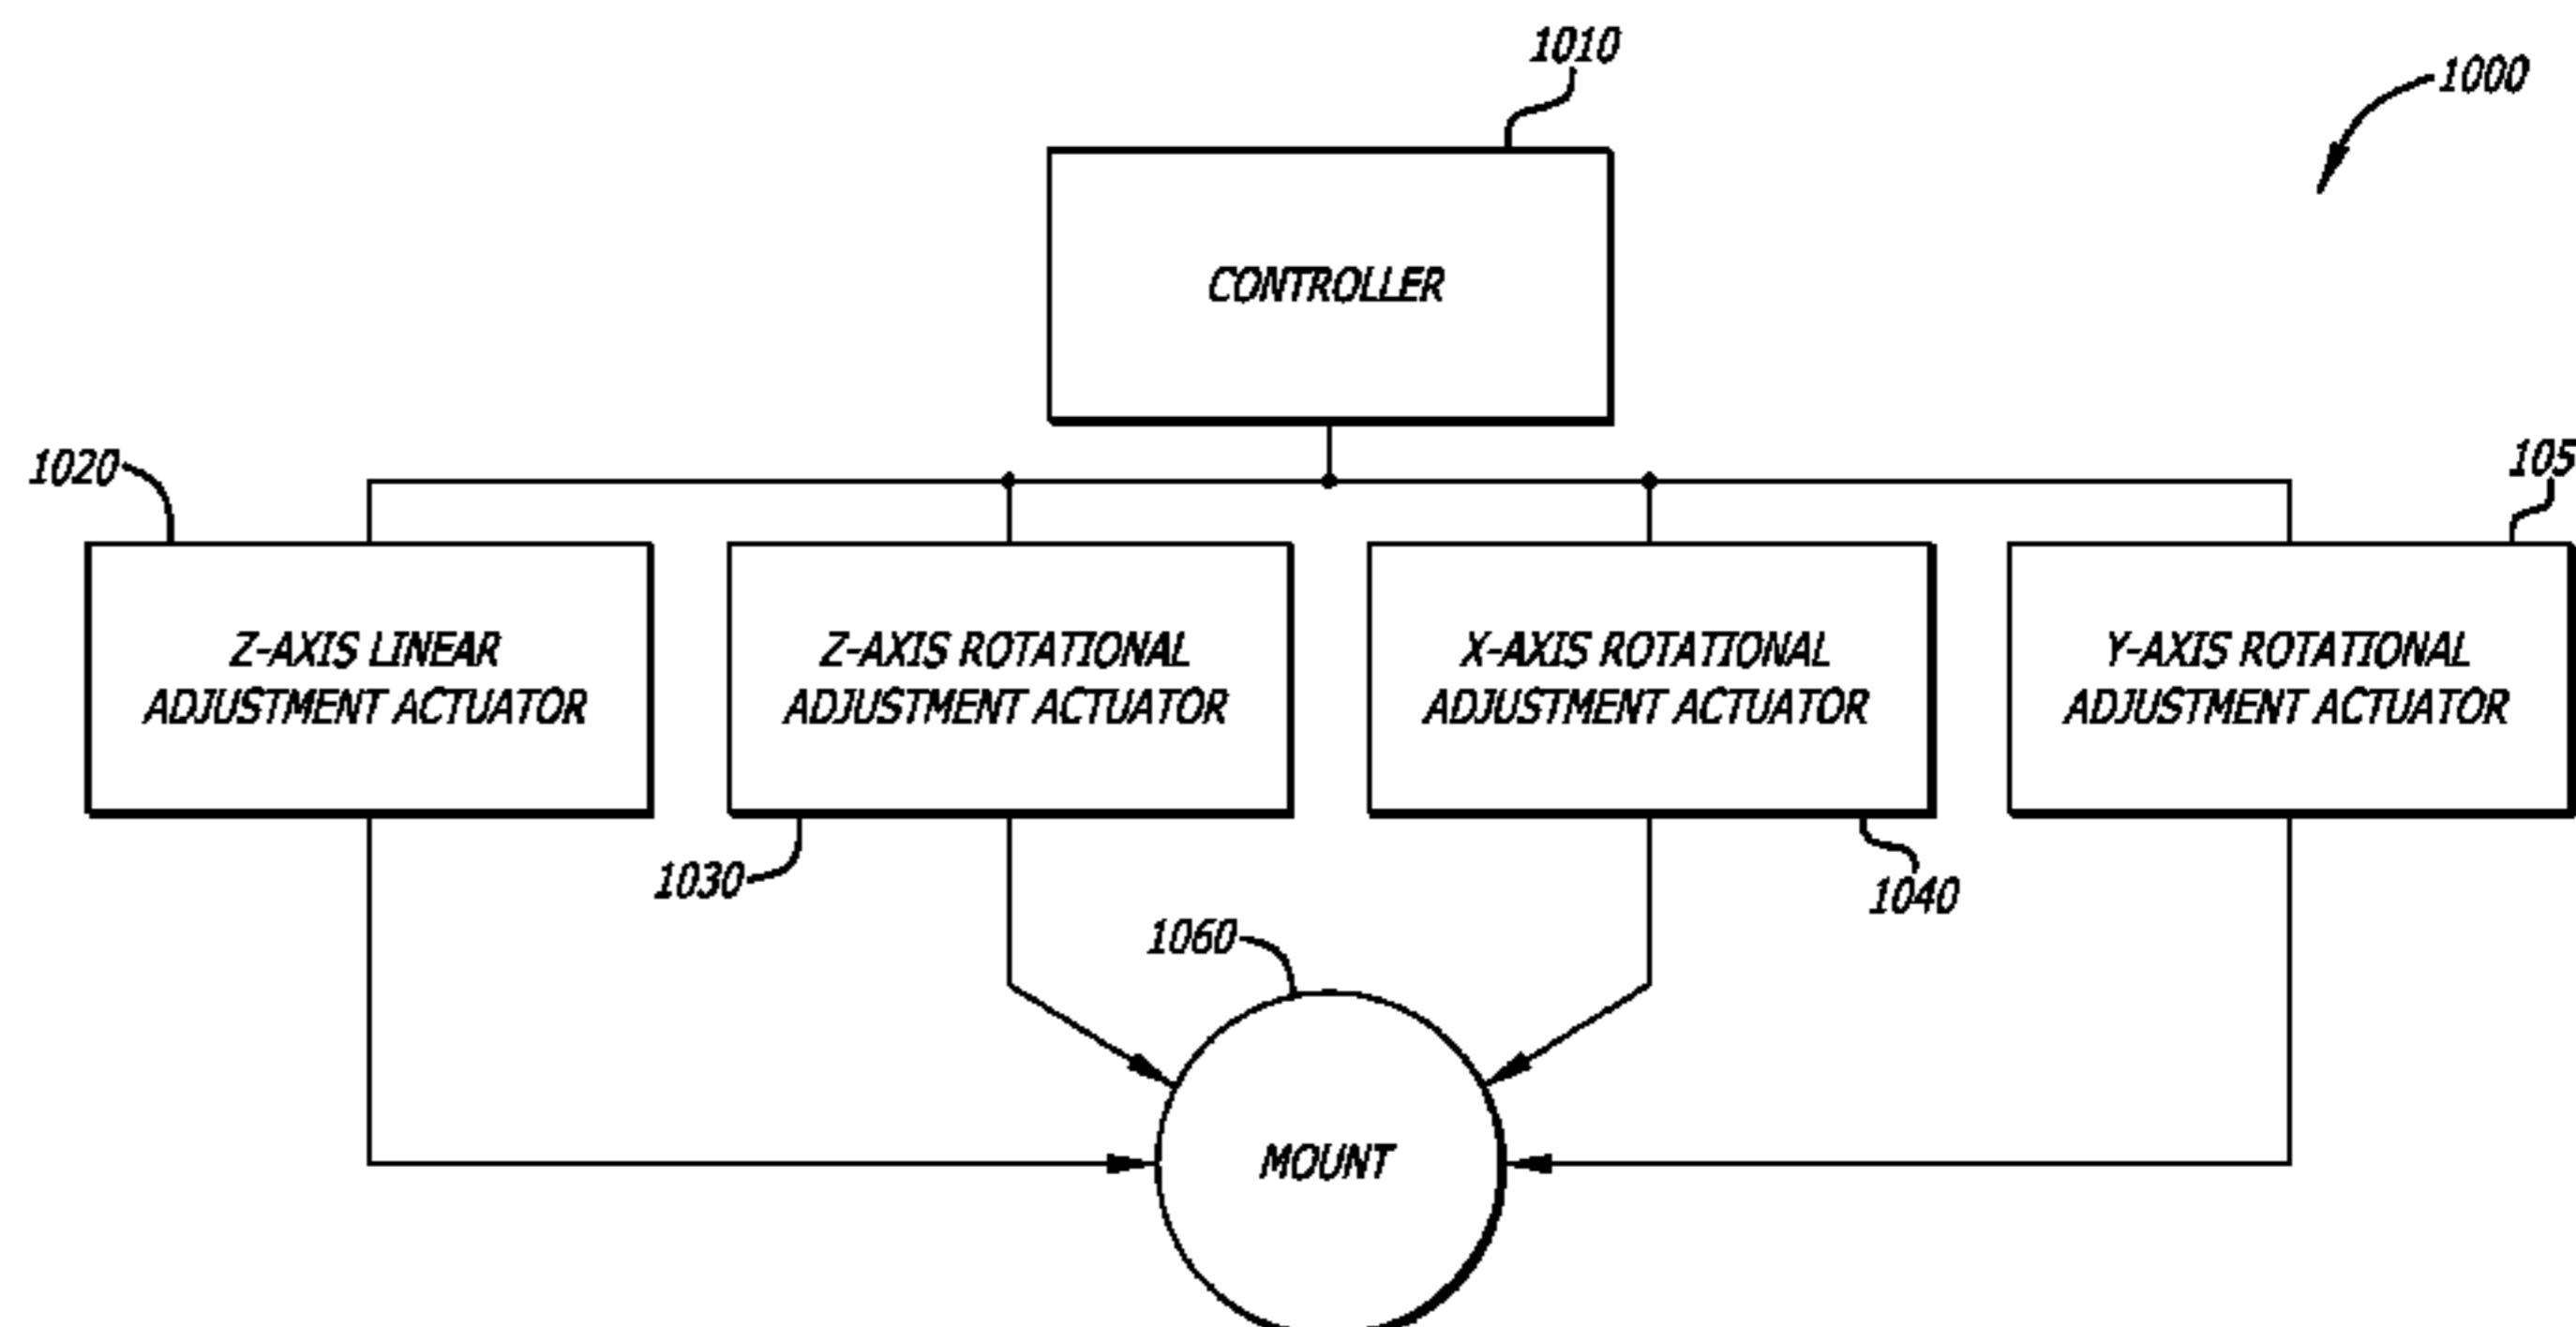 1010
1000
CONTROLLER
1020
105
Z-AXIS LINEAR
ADJUSTMENT ACTUATOR
Z-AXIS ROTATIONAL
ADJUSTMENT ACTUATOR
X-AXIS ROTATIONAL
ADJUSTMENT ACTUATOR
Y-AXIS ROTATIONAL
ADJUSTMENT ACTUATOR
1030
1040
1060
MOUNT